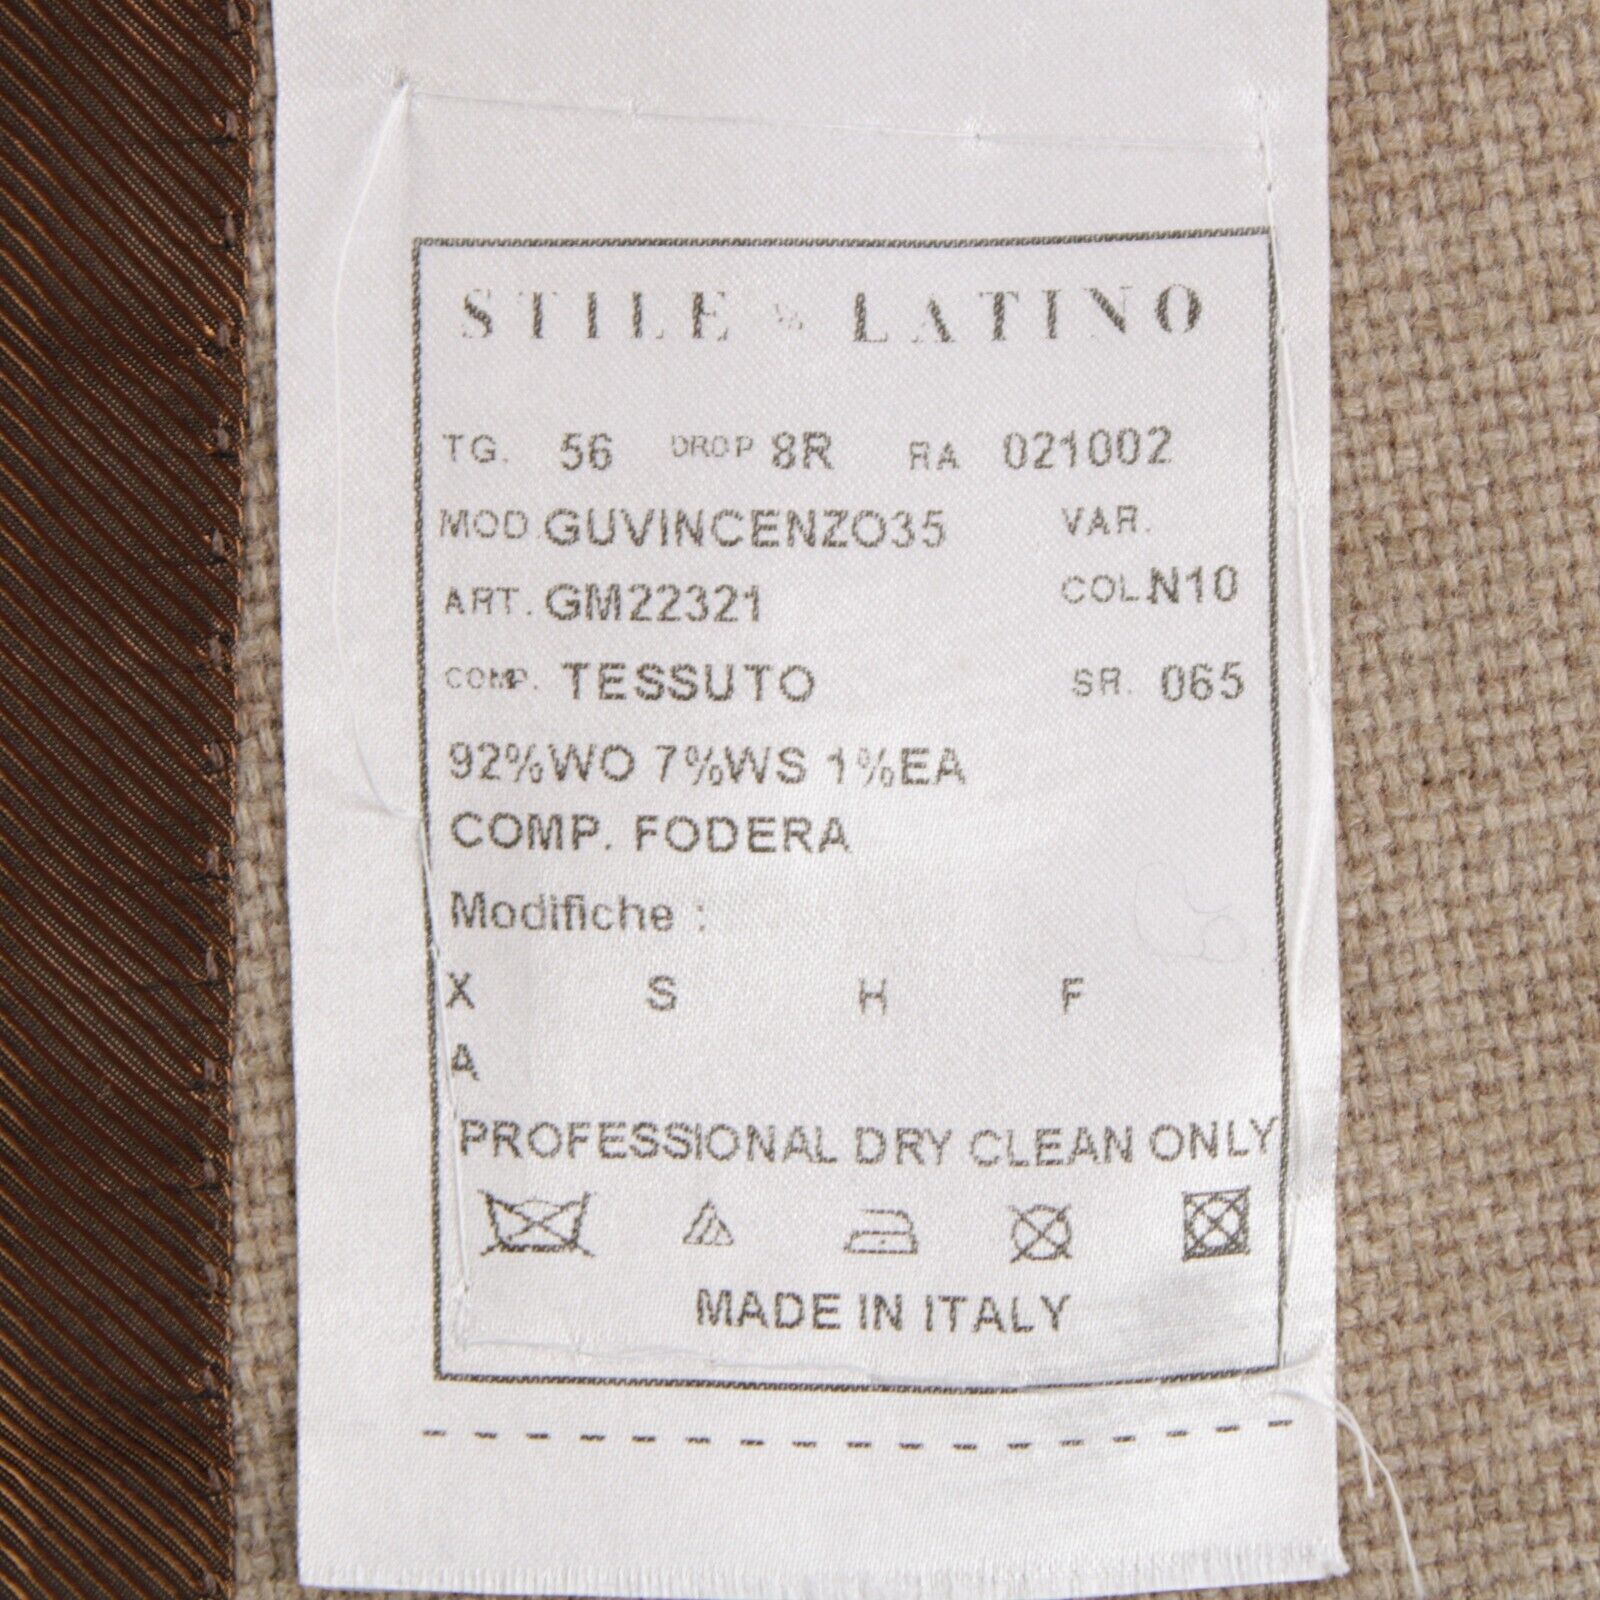 STILE LATINO
TG. 56 DROP 8R RA 021002
MOD. GUVINCENZO35 VAR.
ART. GM22321 COL.N10
COMP. TESSUTO SR. 065
92%WO 7%WS 1%EA
COMP. FODERA
Modifiche :
X S H F
A
PROFESSIONAL DRY CLEAN ONLY
MADE IN ITALY